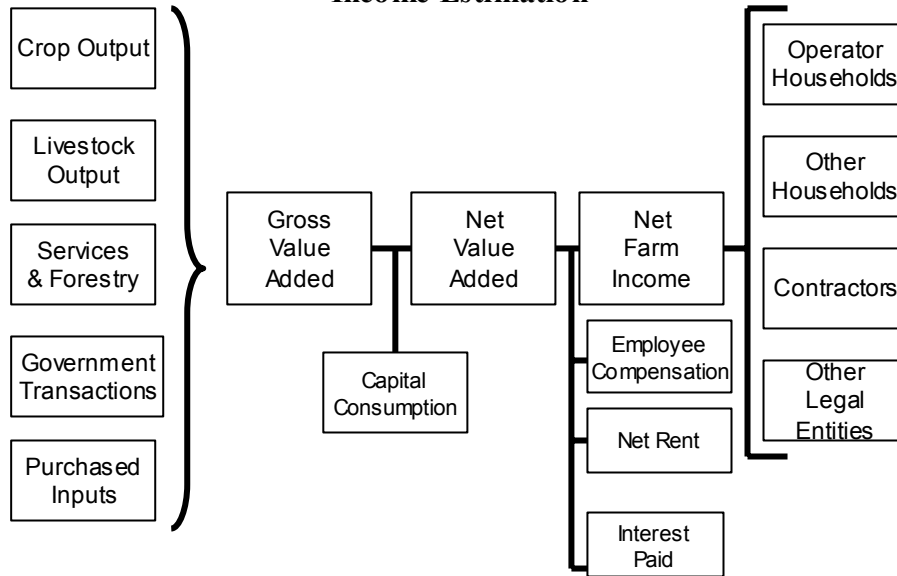 Income Estimation
Crop Output
Livestock
Output
Services
& Forestry
Government
Transactions
Purchased
Inputs
Gross
Value
Added
Capital
Consumption
Net
Value
Added
Net
Farm
Income
Employee
Compensation
Net Rent
Interest
Paid
Operator
Households
Other
Households
Contractors
Other
Legal
Entities